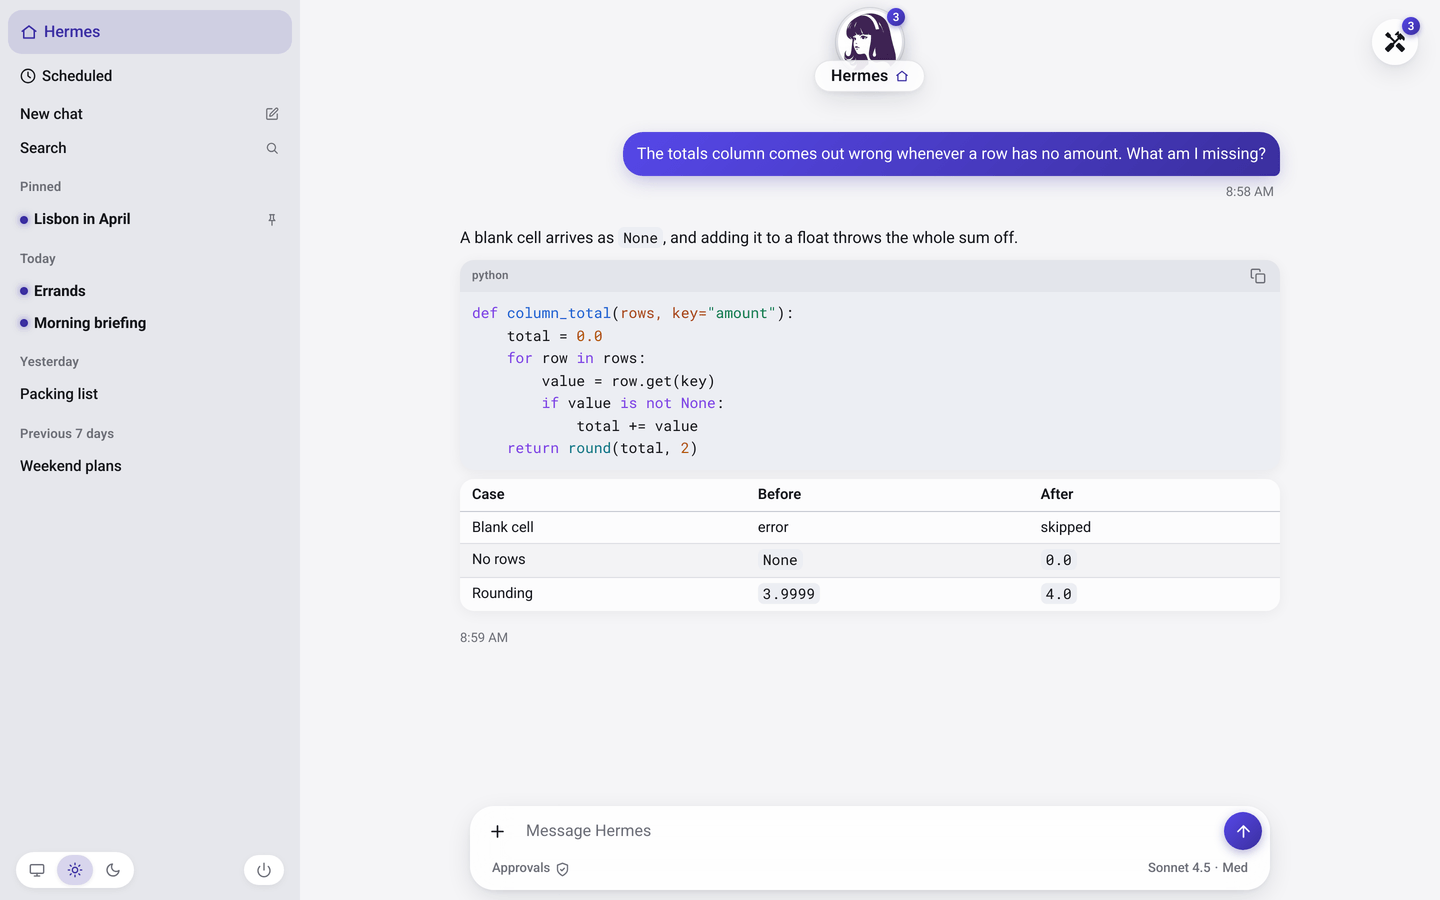 Hermes
Scheduled
New chat
Search
Pinned
Lisbon in April
Today
Errands
Morning briefing
Yesterday
Packing list
Previous 7 days
Weekend plans
3
Hermes
3
The totals column comes out wrong whenever a row has no amount. What am I missing?
8:58 AM
A blank cell arrives as None, and adding it to a float throws the whole sum off.
python
def column_total(rows, key="amount"):
    total = 0.0
    for row in rows:
        value = row.get(key)
        if value is not None:
            total += value
    return round(total, 2)
Case Before After
Blank cell error skipped
No rows None 0.0
Rounding 3.9999 4.0
8:59 AM
Message Hermes
Approvals Sonnet 4.5 · Med